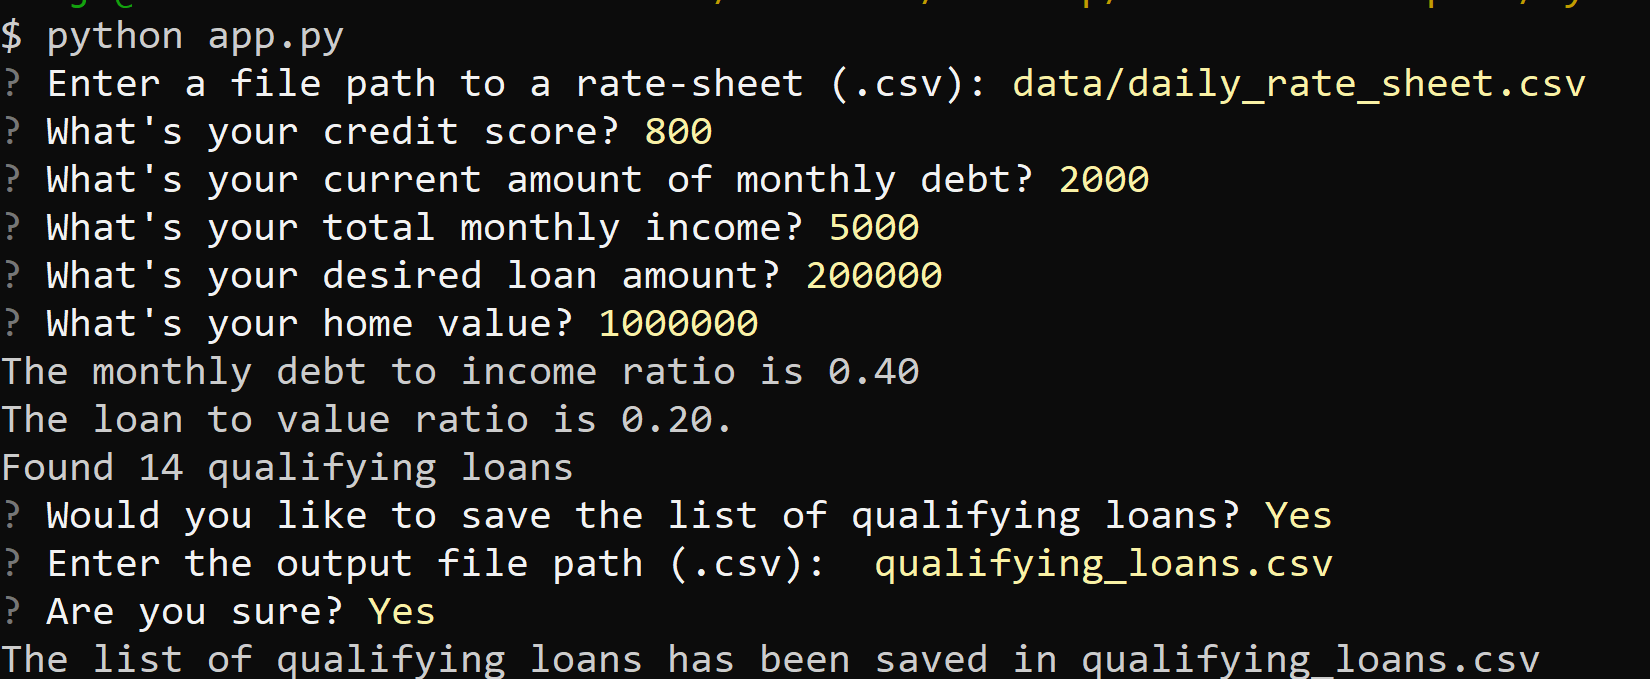 $ python app.py
? Enter a file path to a rate-sheet (.csv): data/daily_rate_sheet.csv
? What's your credit score? 800
? What's your current amount of monthly debt? 2000
? What's your total monthly income? 5000
? What's your desired loan amount? 200000
? What's your home value? 1000000
The monthly debt to income ratio is 0.40
The loan to value ratio is 0.20.
Found 14 qualifying loans
? Would you like to save the list of qualifying loans? Yes
? Enter the output file path (.csv):  qualifying_loans.csv
? Are you sure? Yes
The list of qualifying loans has been saved in qualifying_loans.csv